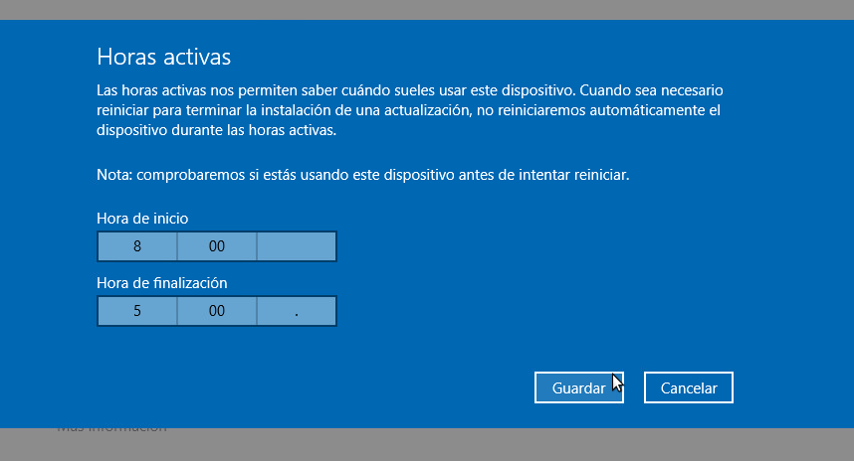 Horas activas
Las horas activas nos permiten saber cuándo sueles usar este dispositivo. Cuando sea necesario
reiniciar para terminar la instalación de una actualización, no reiniciaremos automáticamente el
dispositivo durante las horas activas.
Nota: comprobaremos si estás usando este dispositivo antes de intentar reiniciar.
Hora de inicio
8 00
Hora de finalización
5 00 .
Guardar Cancelar
Más información